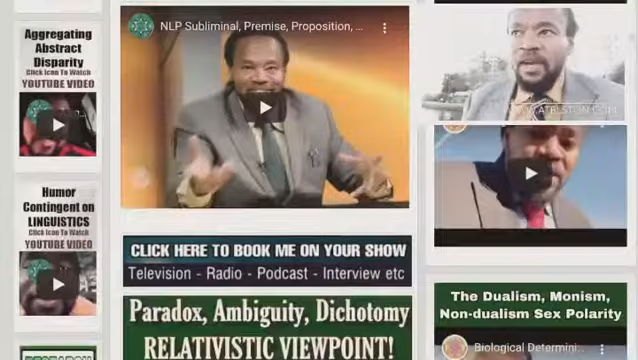 Aggregating
Abstract
Disparity
Click Icon To Watch
YOUTUBE VIDEO
Humor
Contingent on
LINGUISTICS
Click Icon To Watch
YOUTUBE VIDEO
NLP Subliminal, Premise, Proposition, ...
CLICK HERE TO BOOK ME ON YOUR SHOW
Television - Radio - Podcast - Interview etc
Paradox, Ambiguity, Dichotomy
RELATIVISTIC VIEWPOINT!
The Dualism, Monism,
Non-dualism Sex Polarity
Biological Determini...